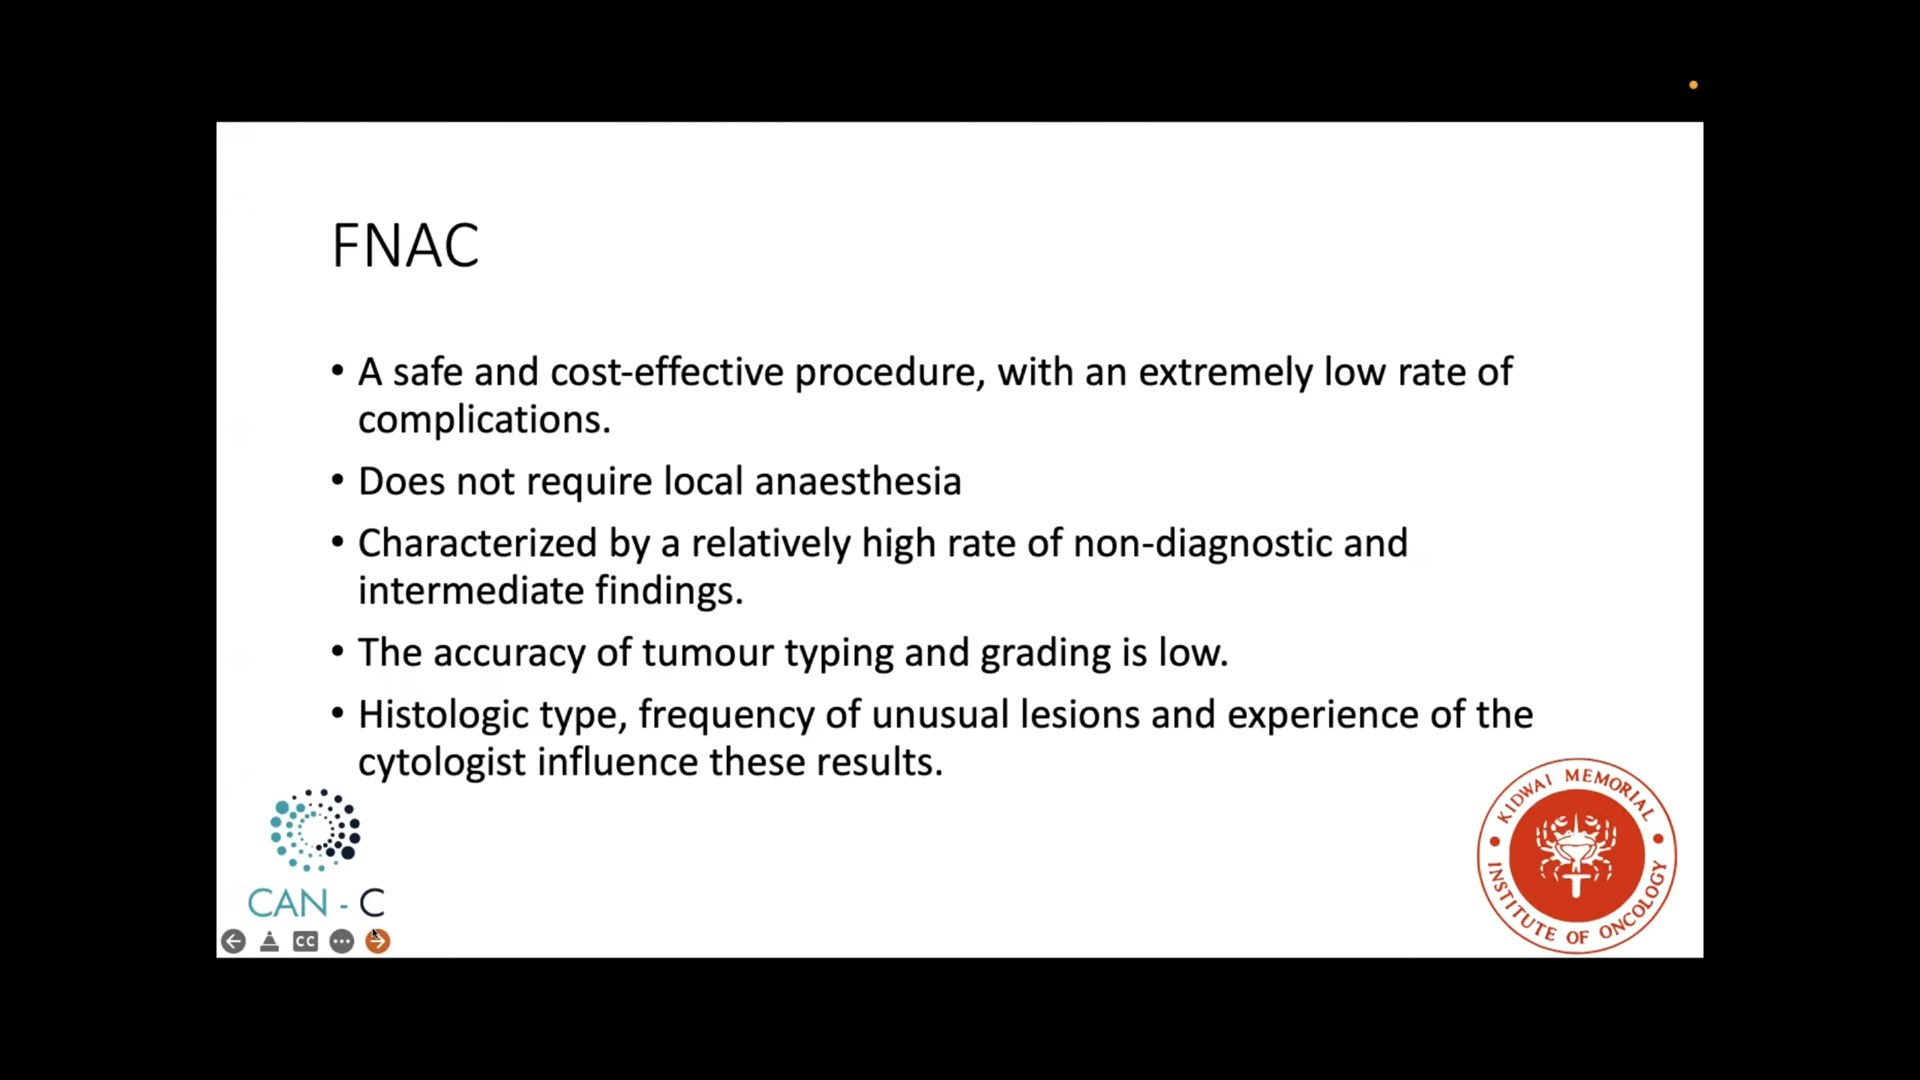 FNAC
• A safe and cost-effective procedure, with an extremely low rate of
complications.
• Does not require local anaesthesia
• Characterized by a relatively high rate of non-diagnostic and
intermediate findings.
• The accuracy of tumour typing and grading is low.
• Histologic type, frequency of unusual lesions and experience of the
cytologist influence these results.
CAN - C
CC
KIDWAI MEMORIAL
INSTITUTE OF ONCOLOGY